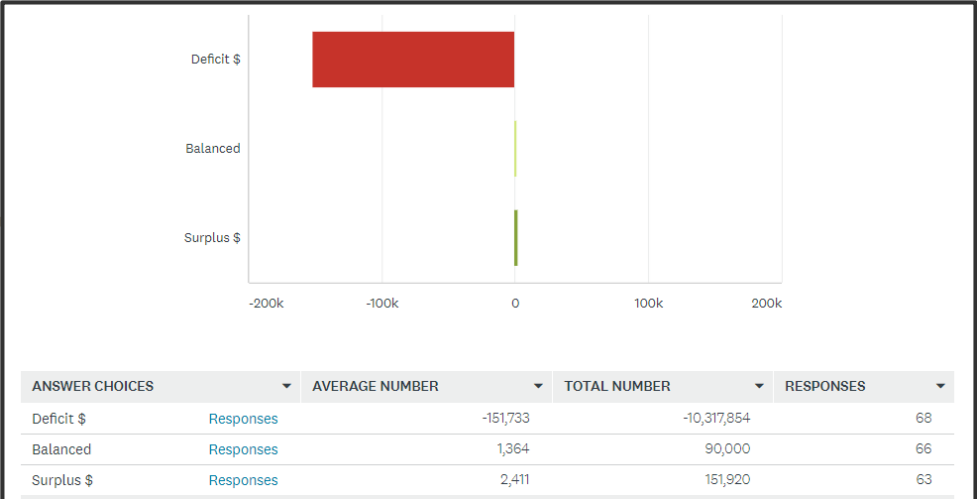 Deficit $
Balanced
Surplus $
-200k -100k 0 100k 200k
ANSWER CHOICES AVERAGE NUMBER TOTAL NUMBER RESPONSES
Deficit $ Responses -151,733 -10,317,854 68
Balanced Responses 1,364 90,000 66
Surplus $ Responses 2,411 151,920 63